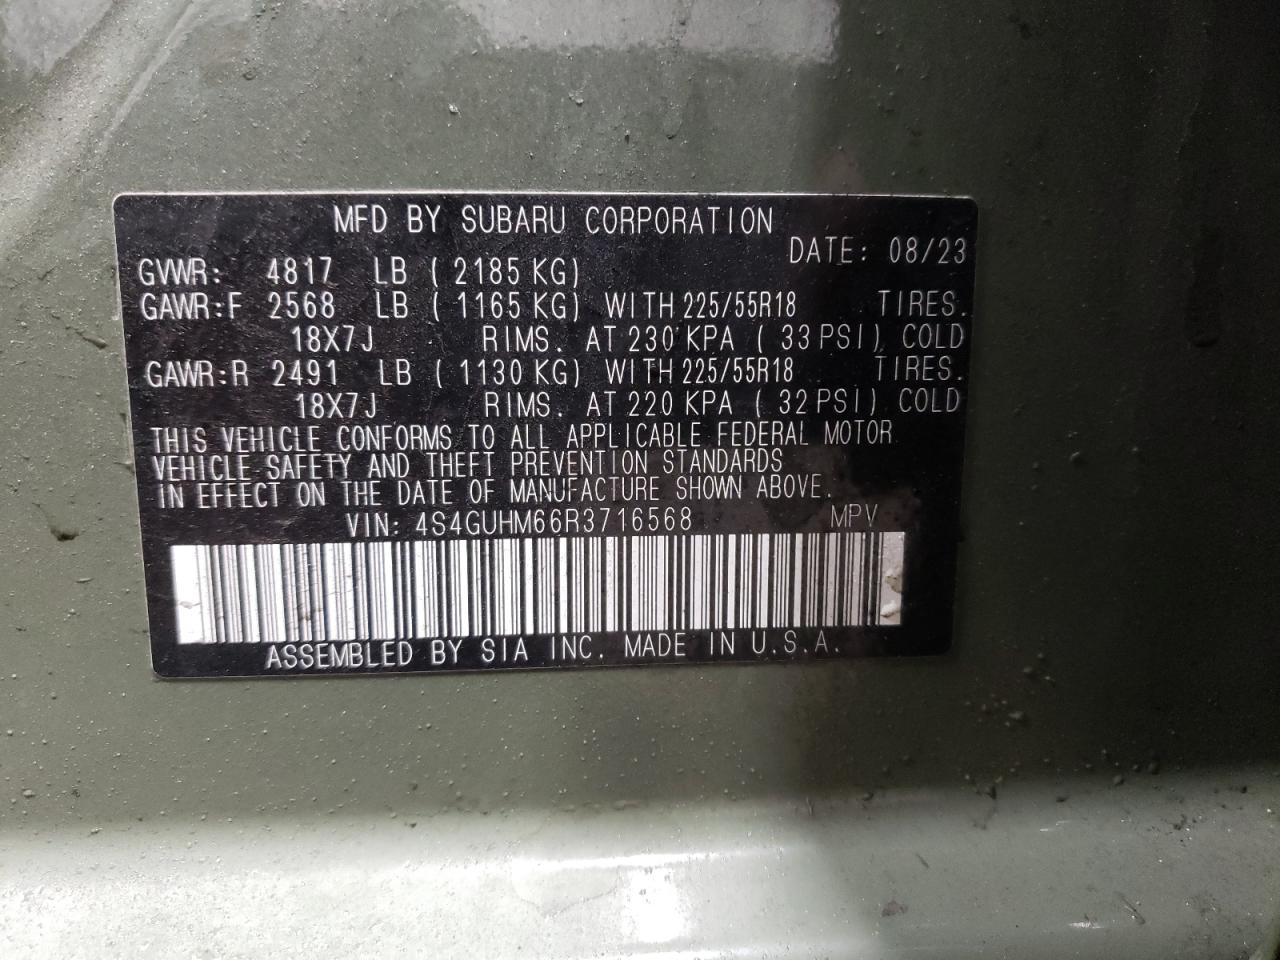 MFD BY SUBARU CORPORATION
DATE: 08/23
GVWR: 4817 LB ( 2185 KG)
GAWR:F 2568 LB ( 1165 KG) WITH 225/55R18 TIRES.
18X7J RIMS. AT 230 KPA ( 33 PSI) COLD
GAWR:R 2491 LB ( 1130 KG) WITH 225/55R18 TIRES.
18X7J RIMS. AT 220 KPA ( 32 PSI) COLD
THIS VEHICLE CONFORMS TO ALL APPLICABLE FEDERAL MOTOR
VEHICLE SAFETY AND THEFT PREVENTION STANDARDS
IN EFFECT ON THE DATE OF MANUFACTURE SHOWN ABOVE.
VIN: 4S4GUHM66R3716568 MPV
ASSEMBLED BY SIA INC. MADE IN U.S.A.